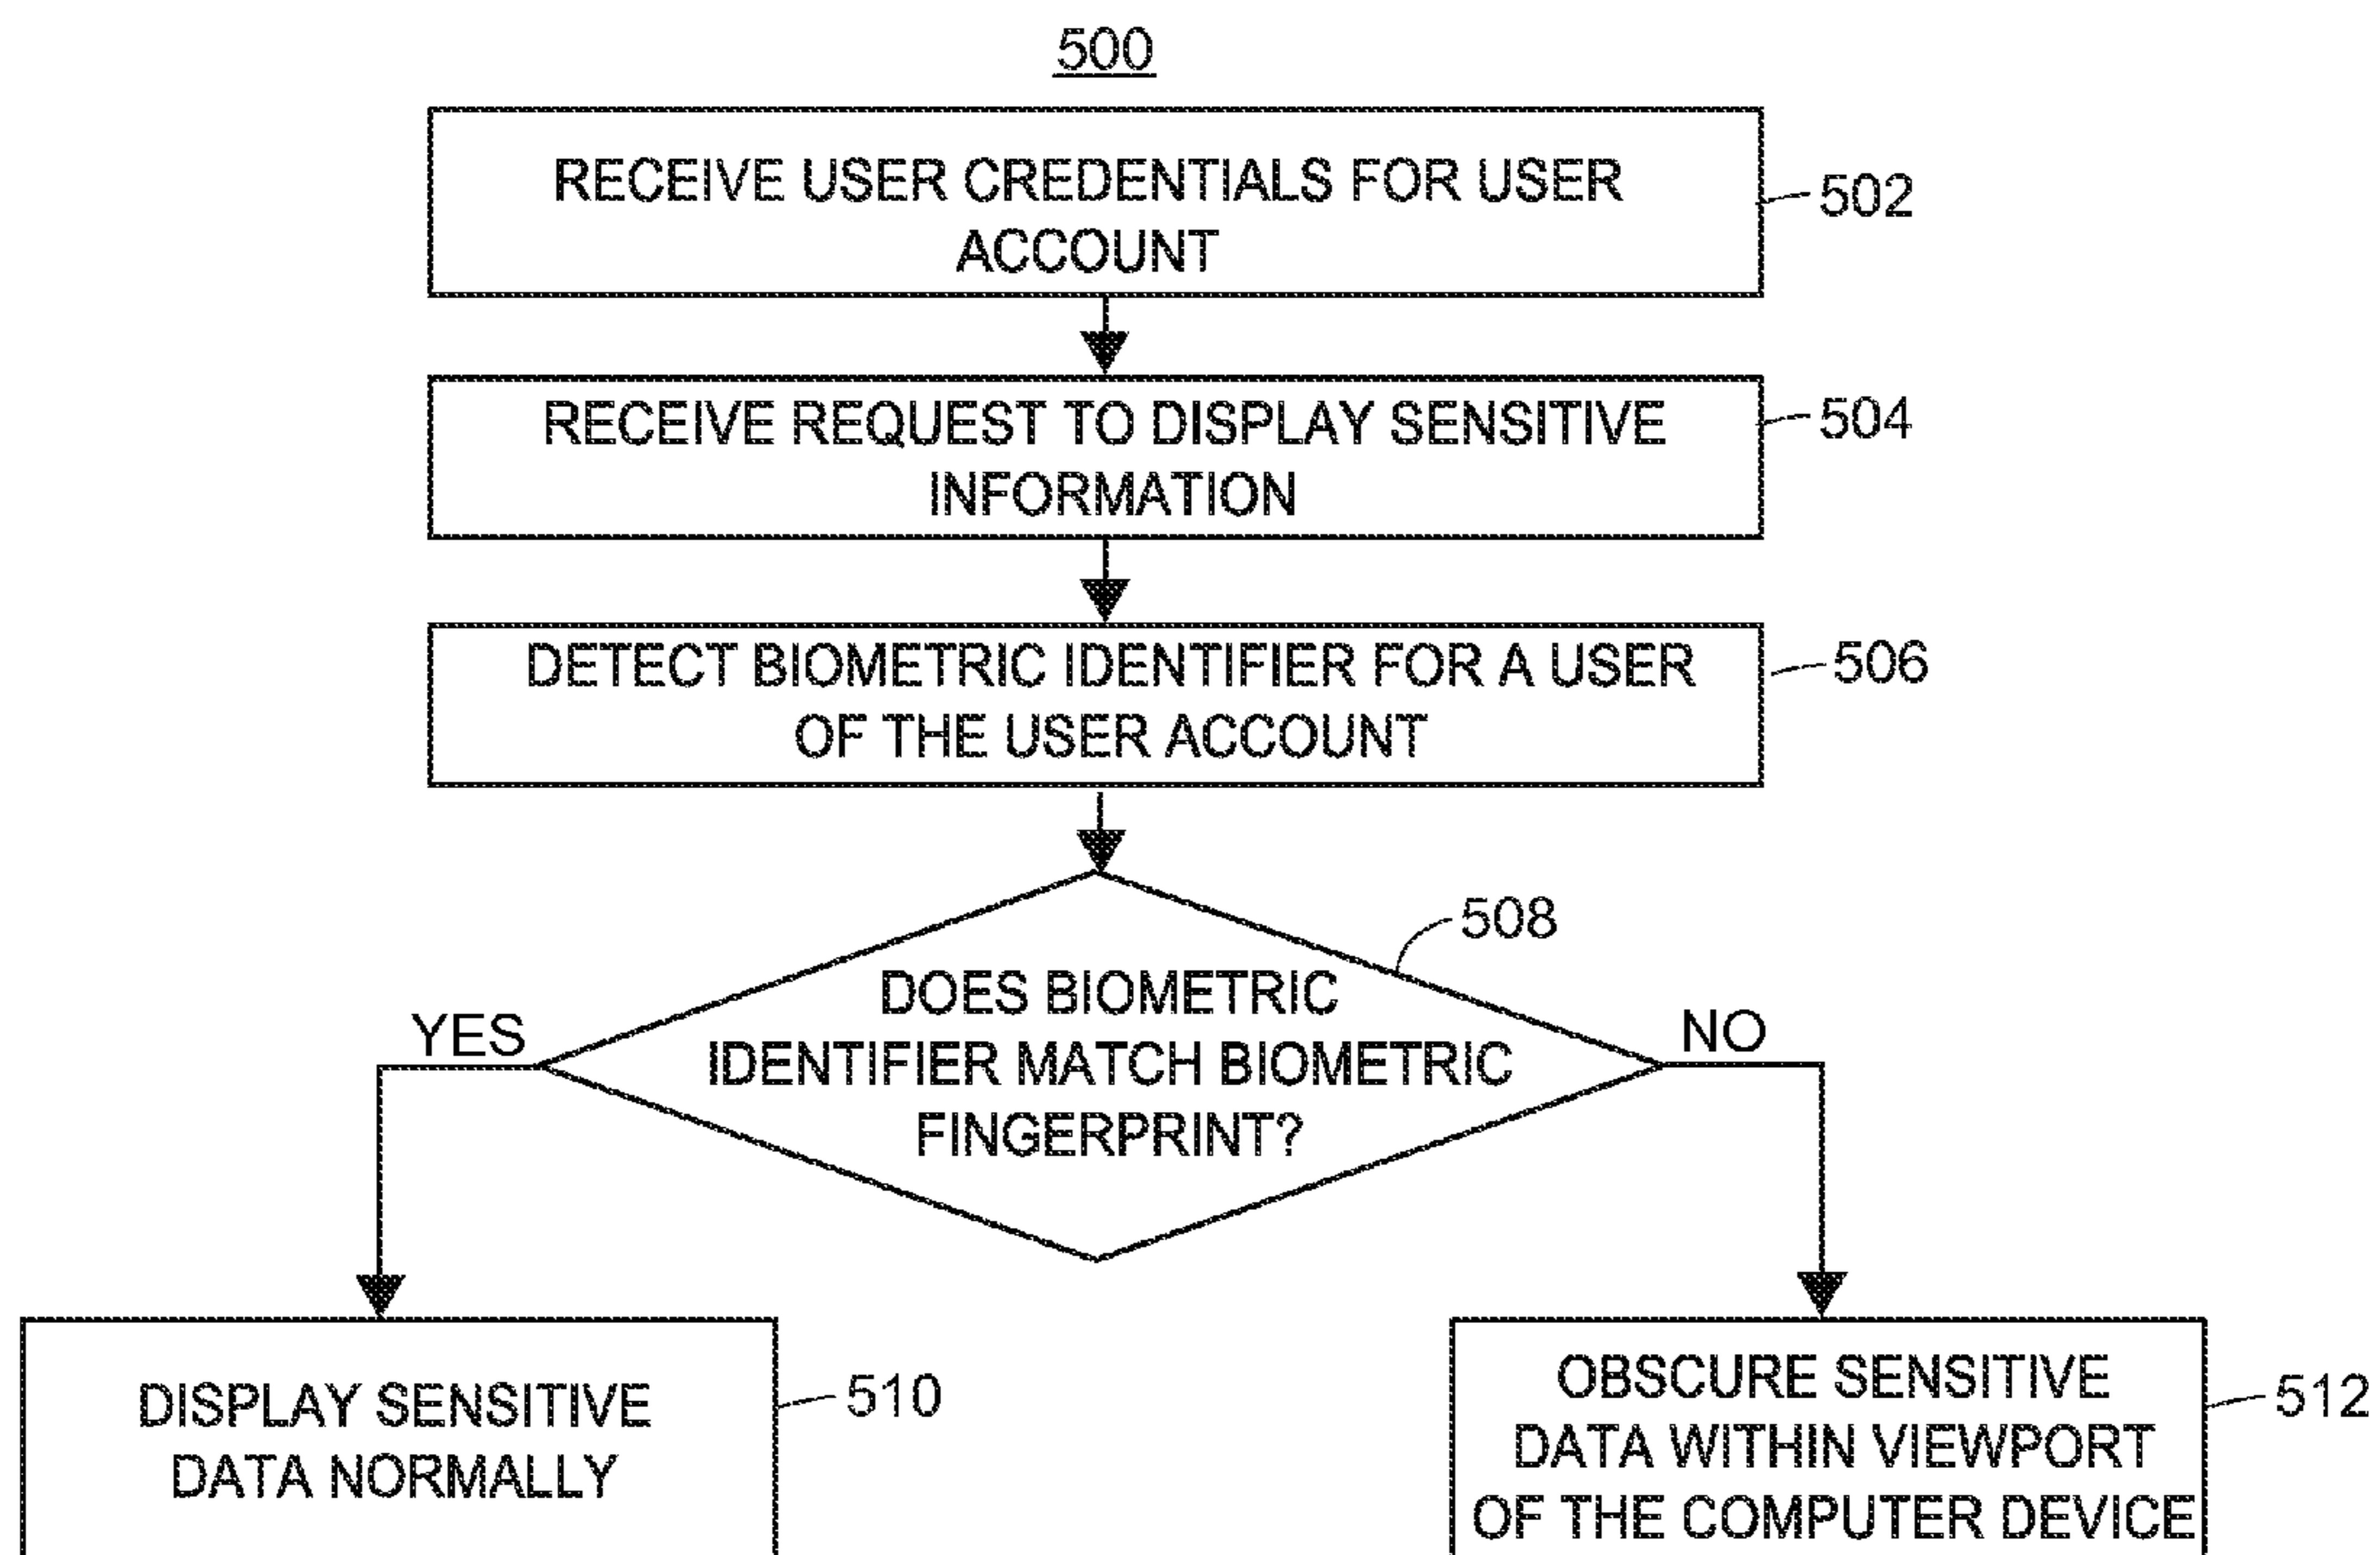 500
RECEIVE USER CREDENTIALS FOR USER
ACCOUNT
502
RECEIVE REQUEST TO DISPLAY SENSITIVE
INFORMATION
504
DETECT BIOMETRIC IDENTIFIER FOR A USER
OF THE USER ACCOUNT
506
508
DOES BIOMETRIC
IDENTIFIER MATCH BIOMETRIC
FINGERPRINT?
YES
NO
DISPLAY SENSITIVE
DATA NORMALLY
510
OBSCURE SENSITIVE
DATA WITHIN VIEWPORT
OF THE COMPUTER DEVICE
512